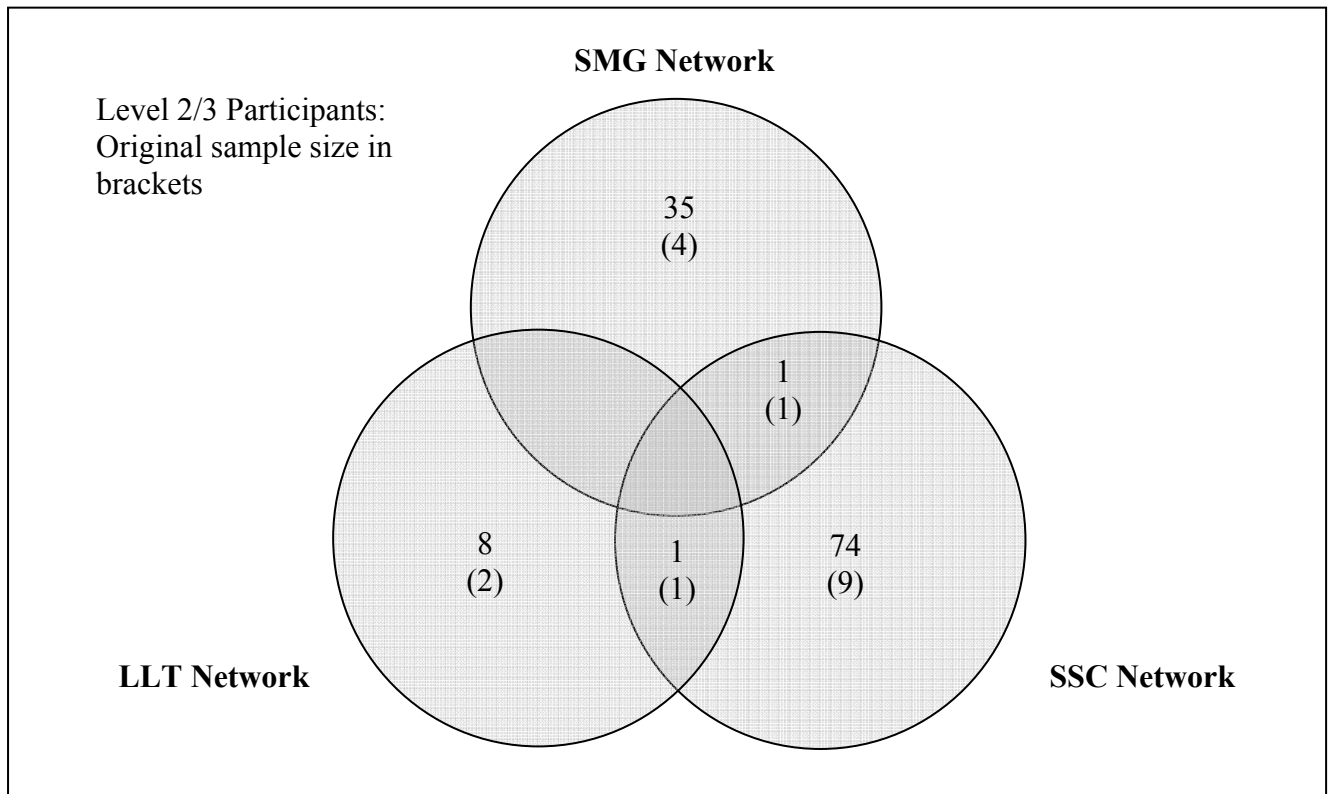 SMG Network
Level 2/3 Participants:
Original sample size in
brackets
35
(4)
1
(1)
8
(2)
1
(1)
74
(9)
LLT Network
SSC Network